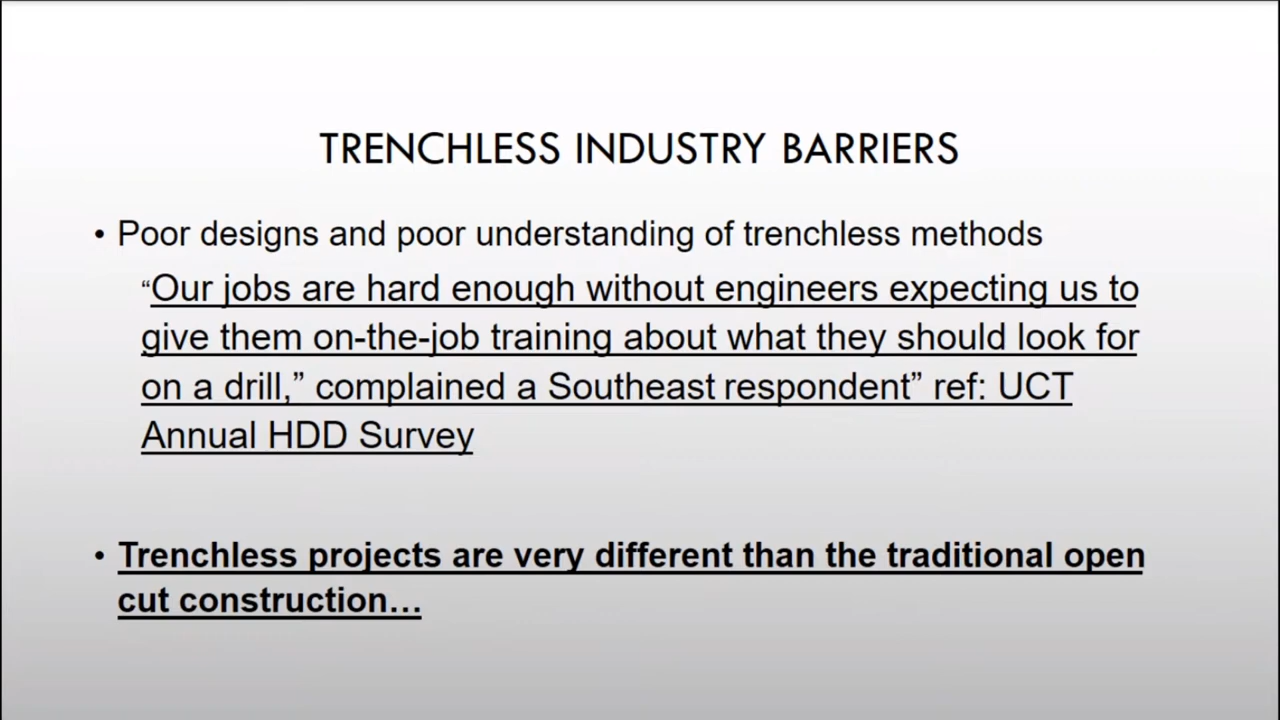 TRENCHLESS INDUSTRY BARRIERS
• Poor designs and poor understanding of trenchless methods
“Our jobs are hard enough without engineers expecting us to
give them on-the-job training about what they should look for
on a drill,” complained a Southeast respondent” ref: UCT
Annual HDD Survey
• Trenchless projects are very different than the traditional open
cut construction…